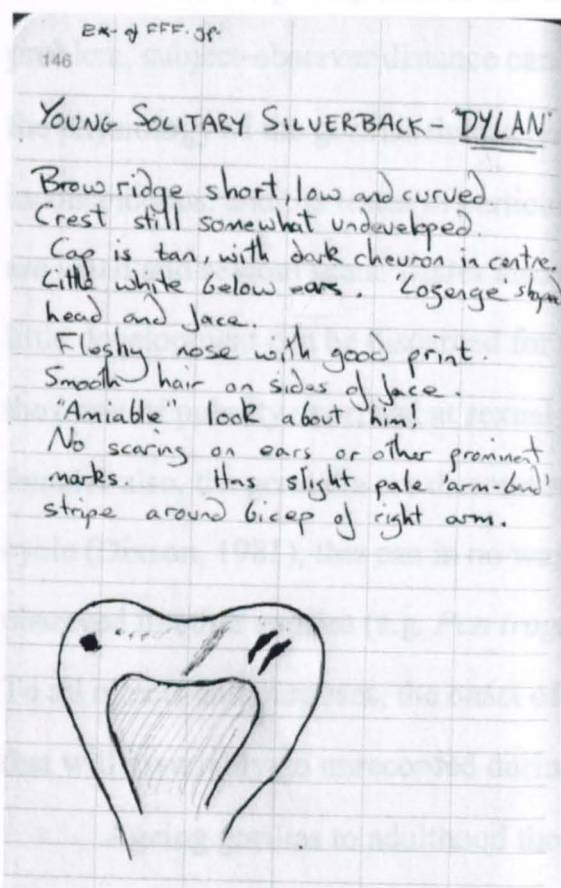 Ex. of FFF.
146
YOUNG SOLITARY SILVERBACK - "DYLAN"
Brow ridge short, low and curved
Crest still somewhat undeveloped.
Cap is tan, with dark chevron in centre.
Little white below ears. 'Lozenge' shaped
head and face.
Fleshy nose with good print.
Smooth hair on sides of face.
"Amiable" look about him!
No scaring on ears or other prominent
marks. Has slight pale 'arm-band'
stripe around bicep of right arm.